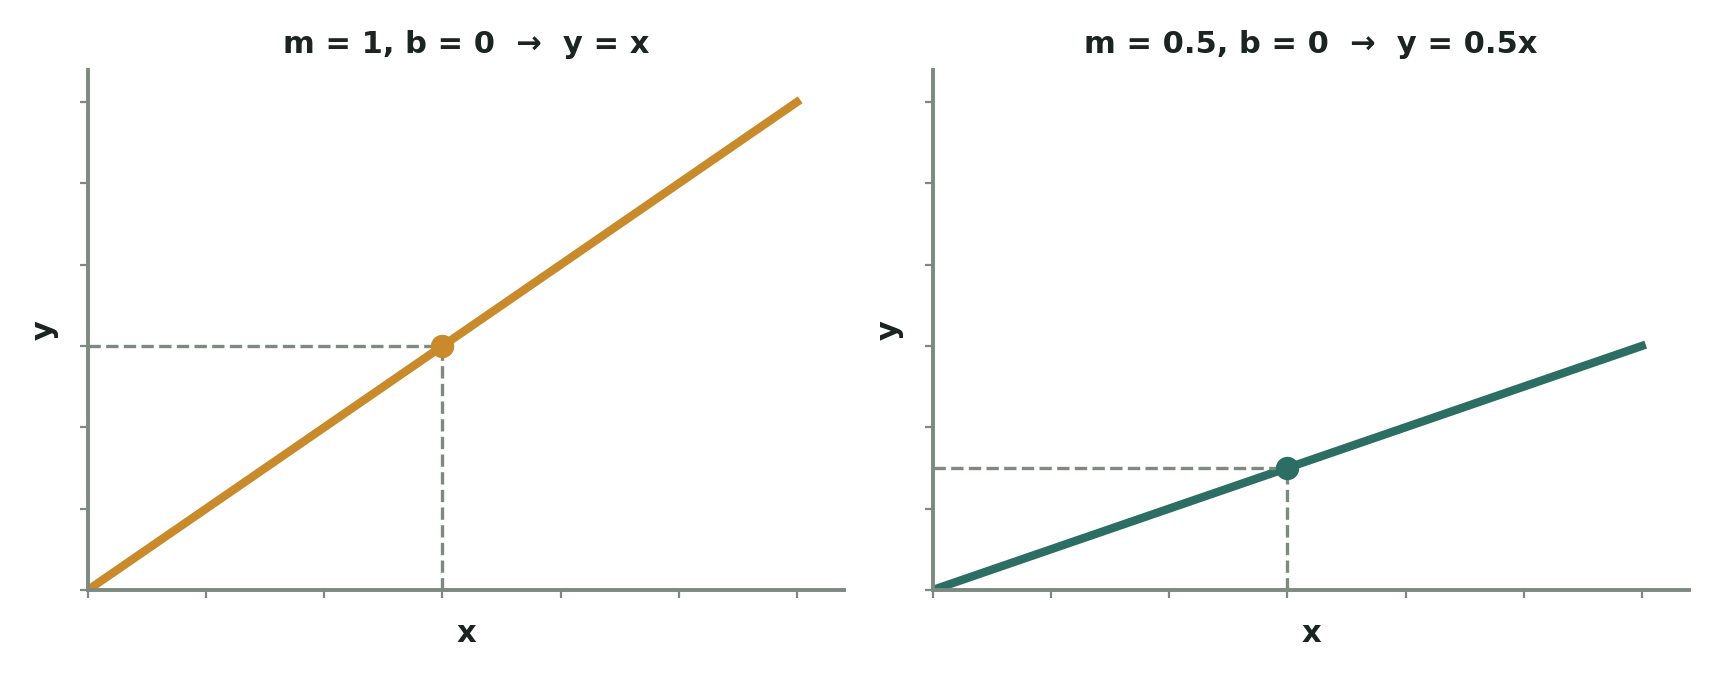 m = 1, b = 0 → y = x
y
x
m = 0.5, b = 0 → y = 0.5x
y
x